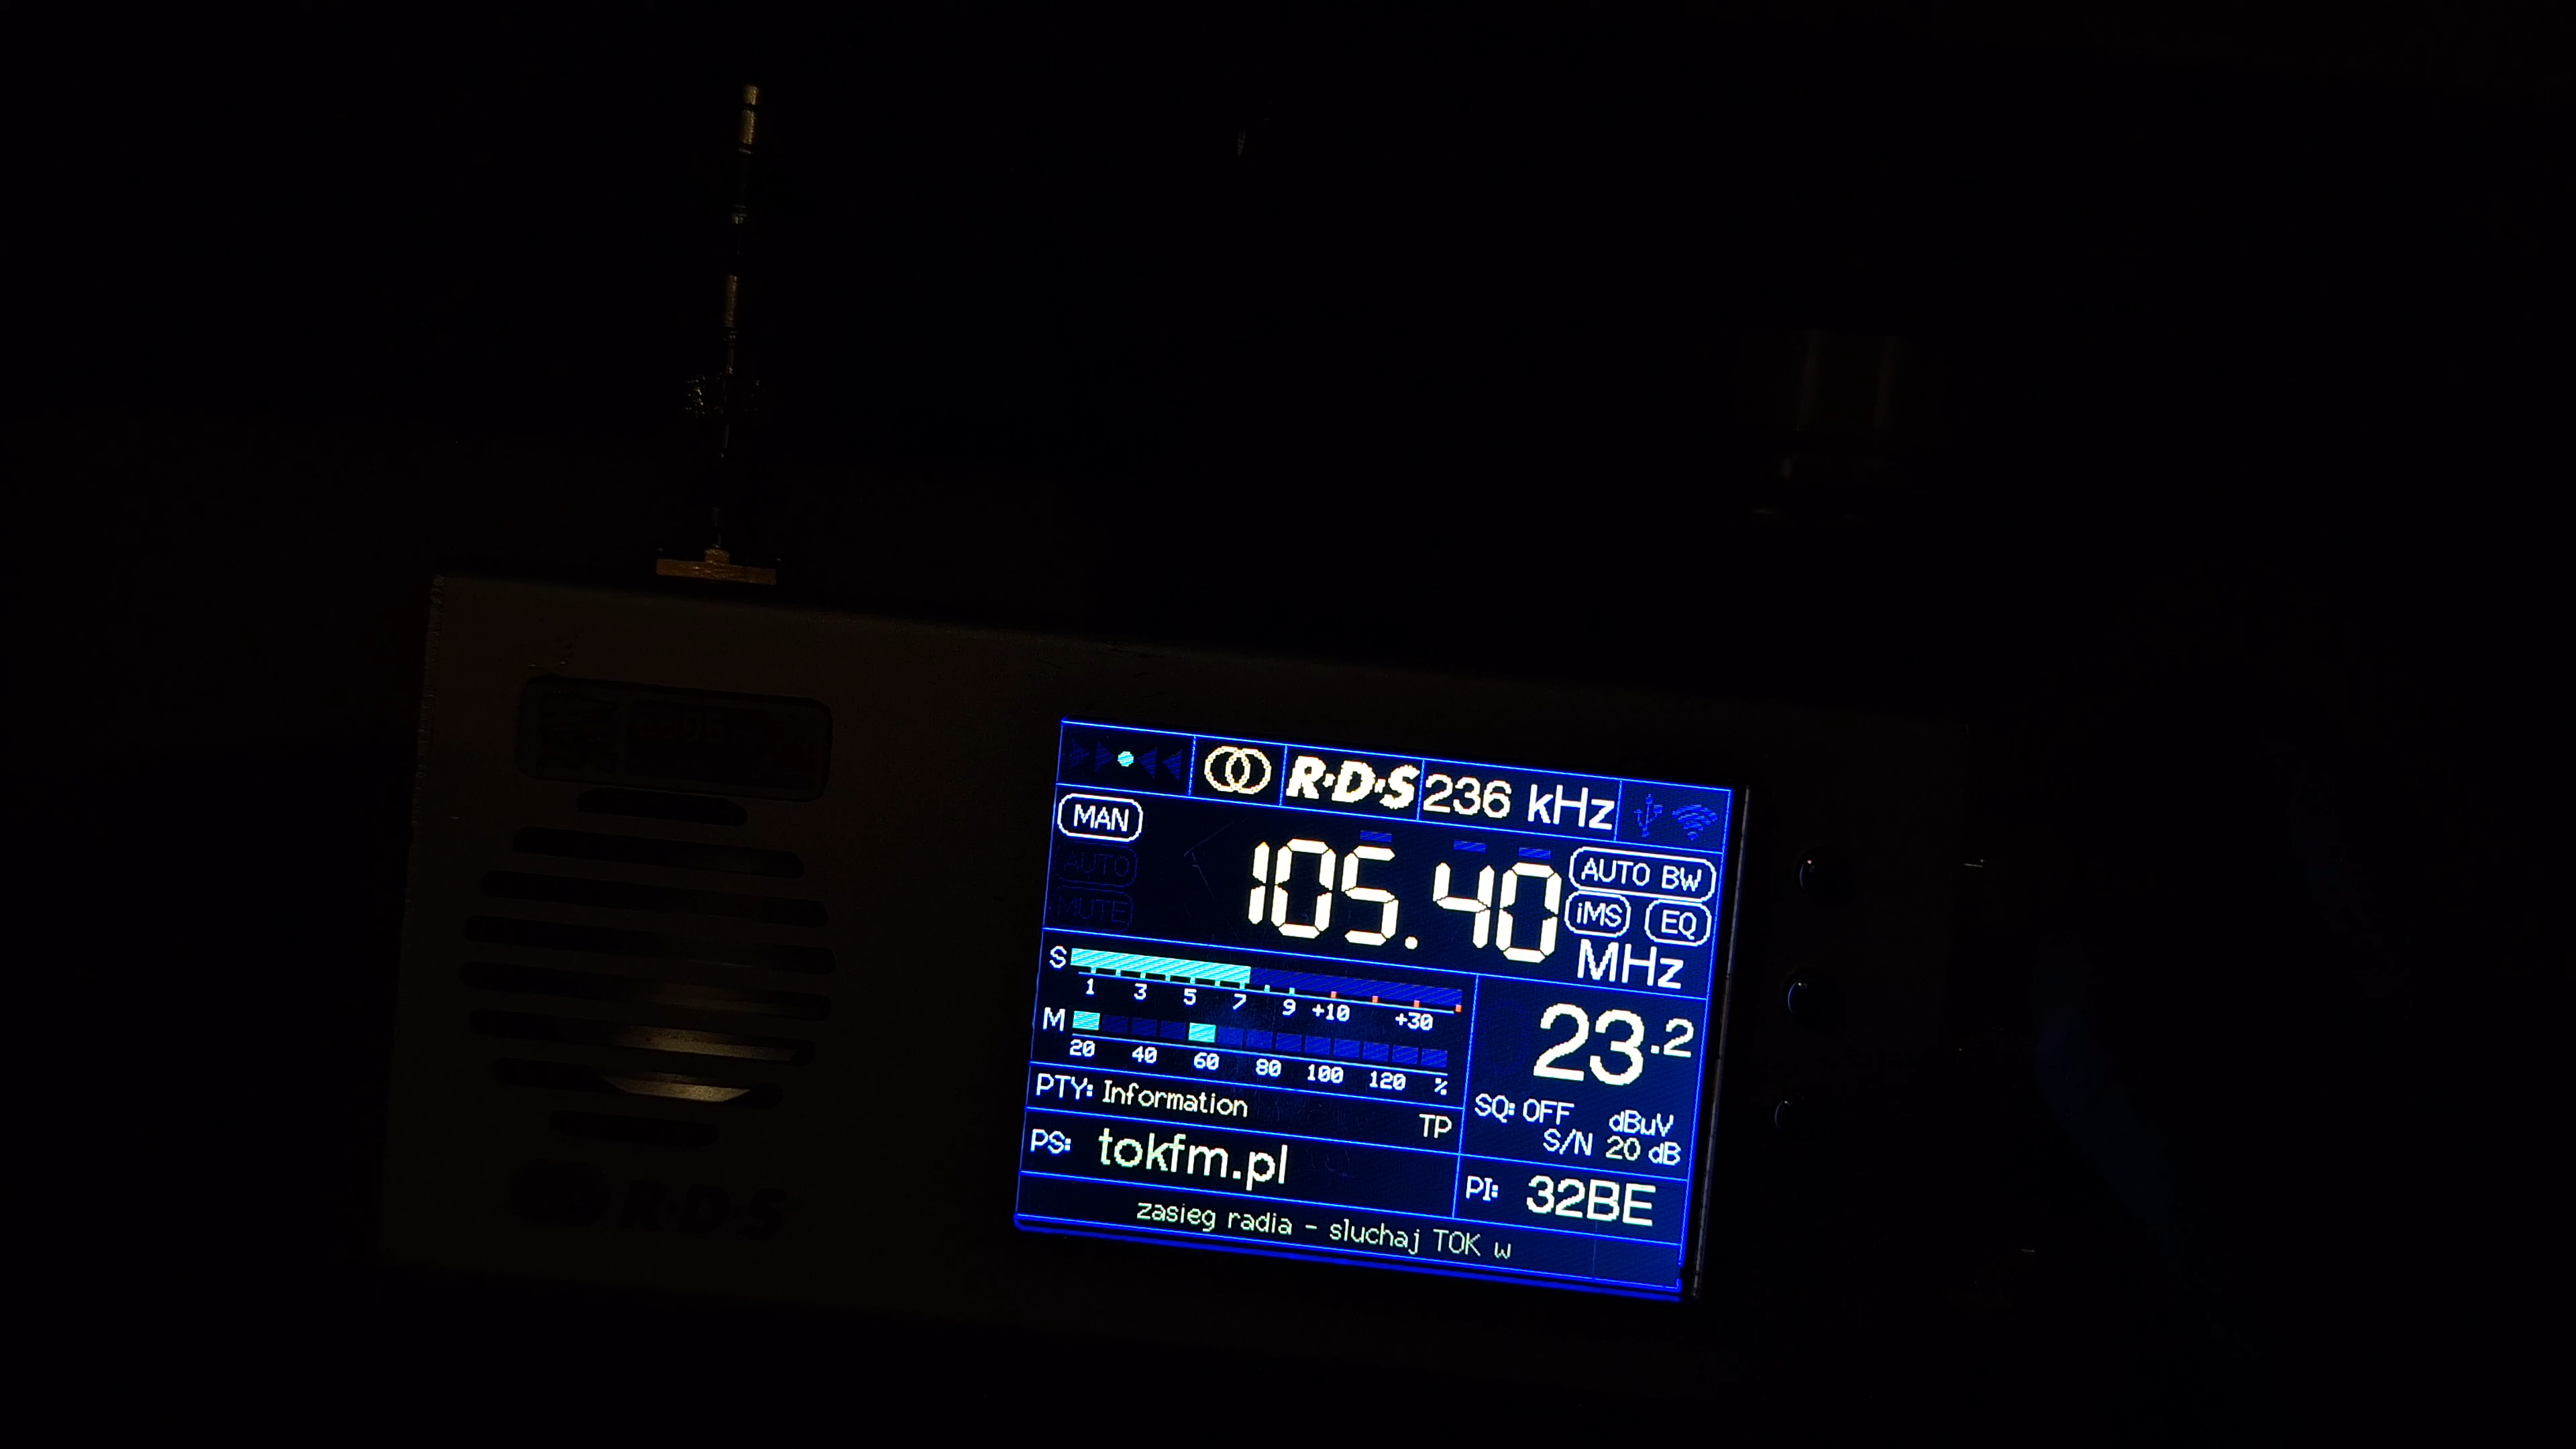 R·D·S 236 kHz
MAN
AUTO
MUTE
105.40 MHz
AUTO BW
iMS EQ
S
1 3 5 7 9 +10 +30
M
20 40 60 80 100 120 %
23.2
SQ: OFF dBuV
S/N 20 dB
PTY: Information TP
PS: tokfm.pl
PI: 32BE
zasieg radia - sluchaj TOK w
R·D·S